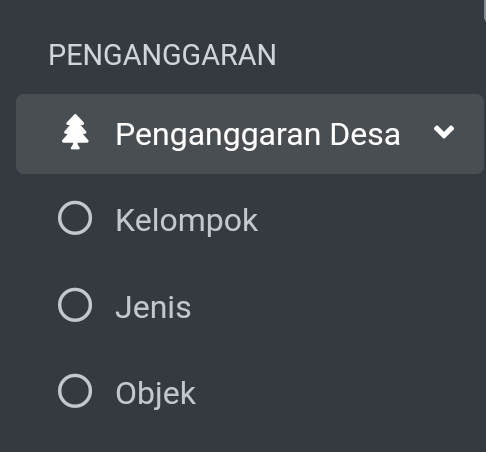 PENGANGGARAN
Penganggaran Desa
Kelompok
Jenis
Objek